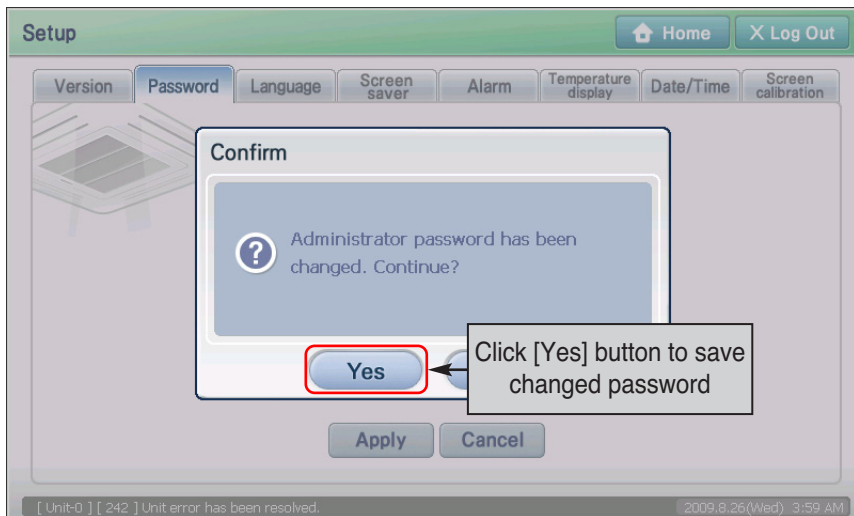 Setup
Home
X Log Out
Version
Password
Language
Screen
saver
Alarm
Temperature
display
Date/Time
Screen
calibration
Confirm
Administrator password has been
changed. Continue?
Yes
Click [Yes] button to save
changed password
Apply
Cancel
[ Unit-0 ] [ 242 ] Unit error has been resolved.
2009.8.26(Wed) 3:59 AM